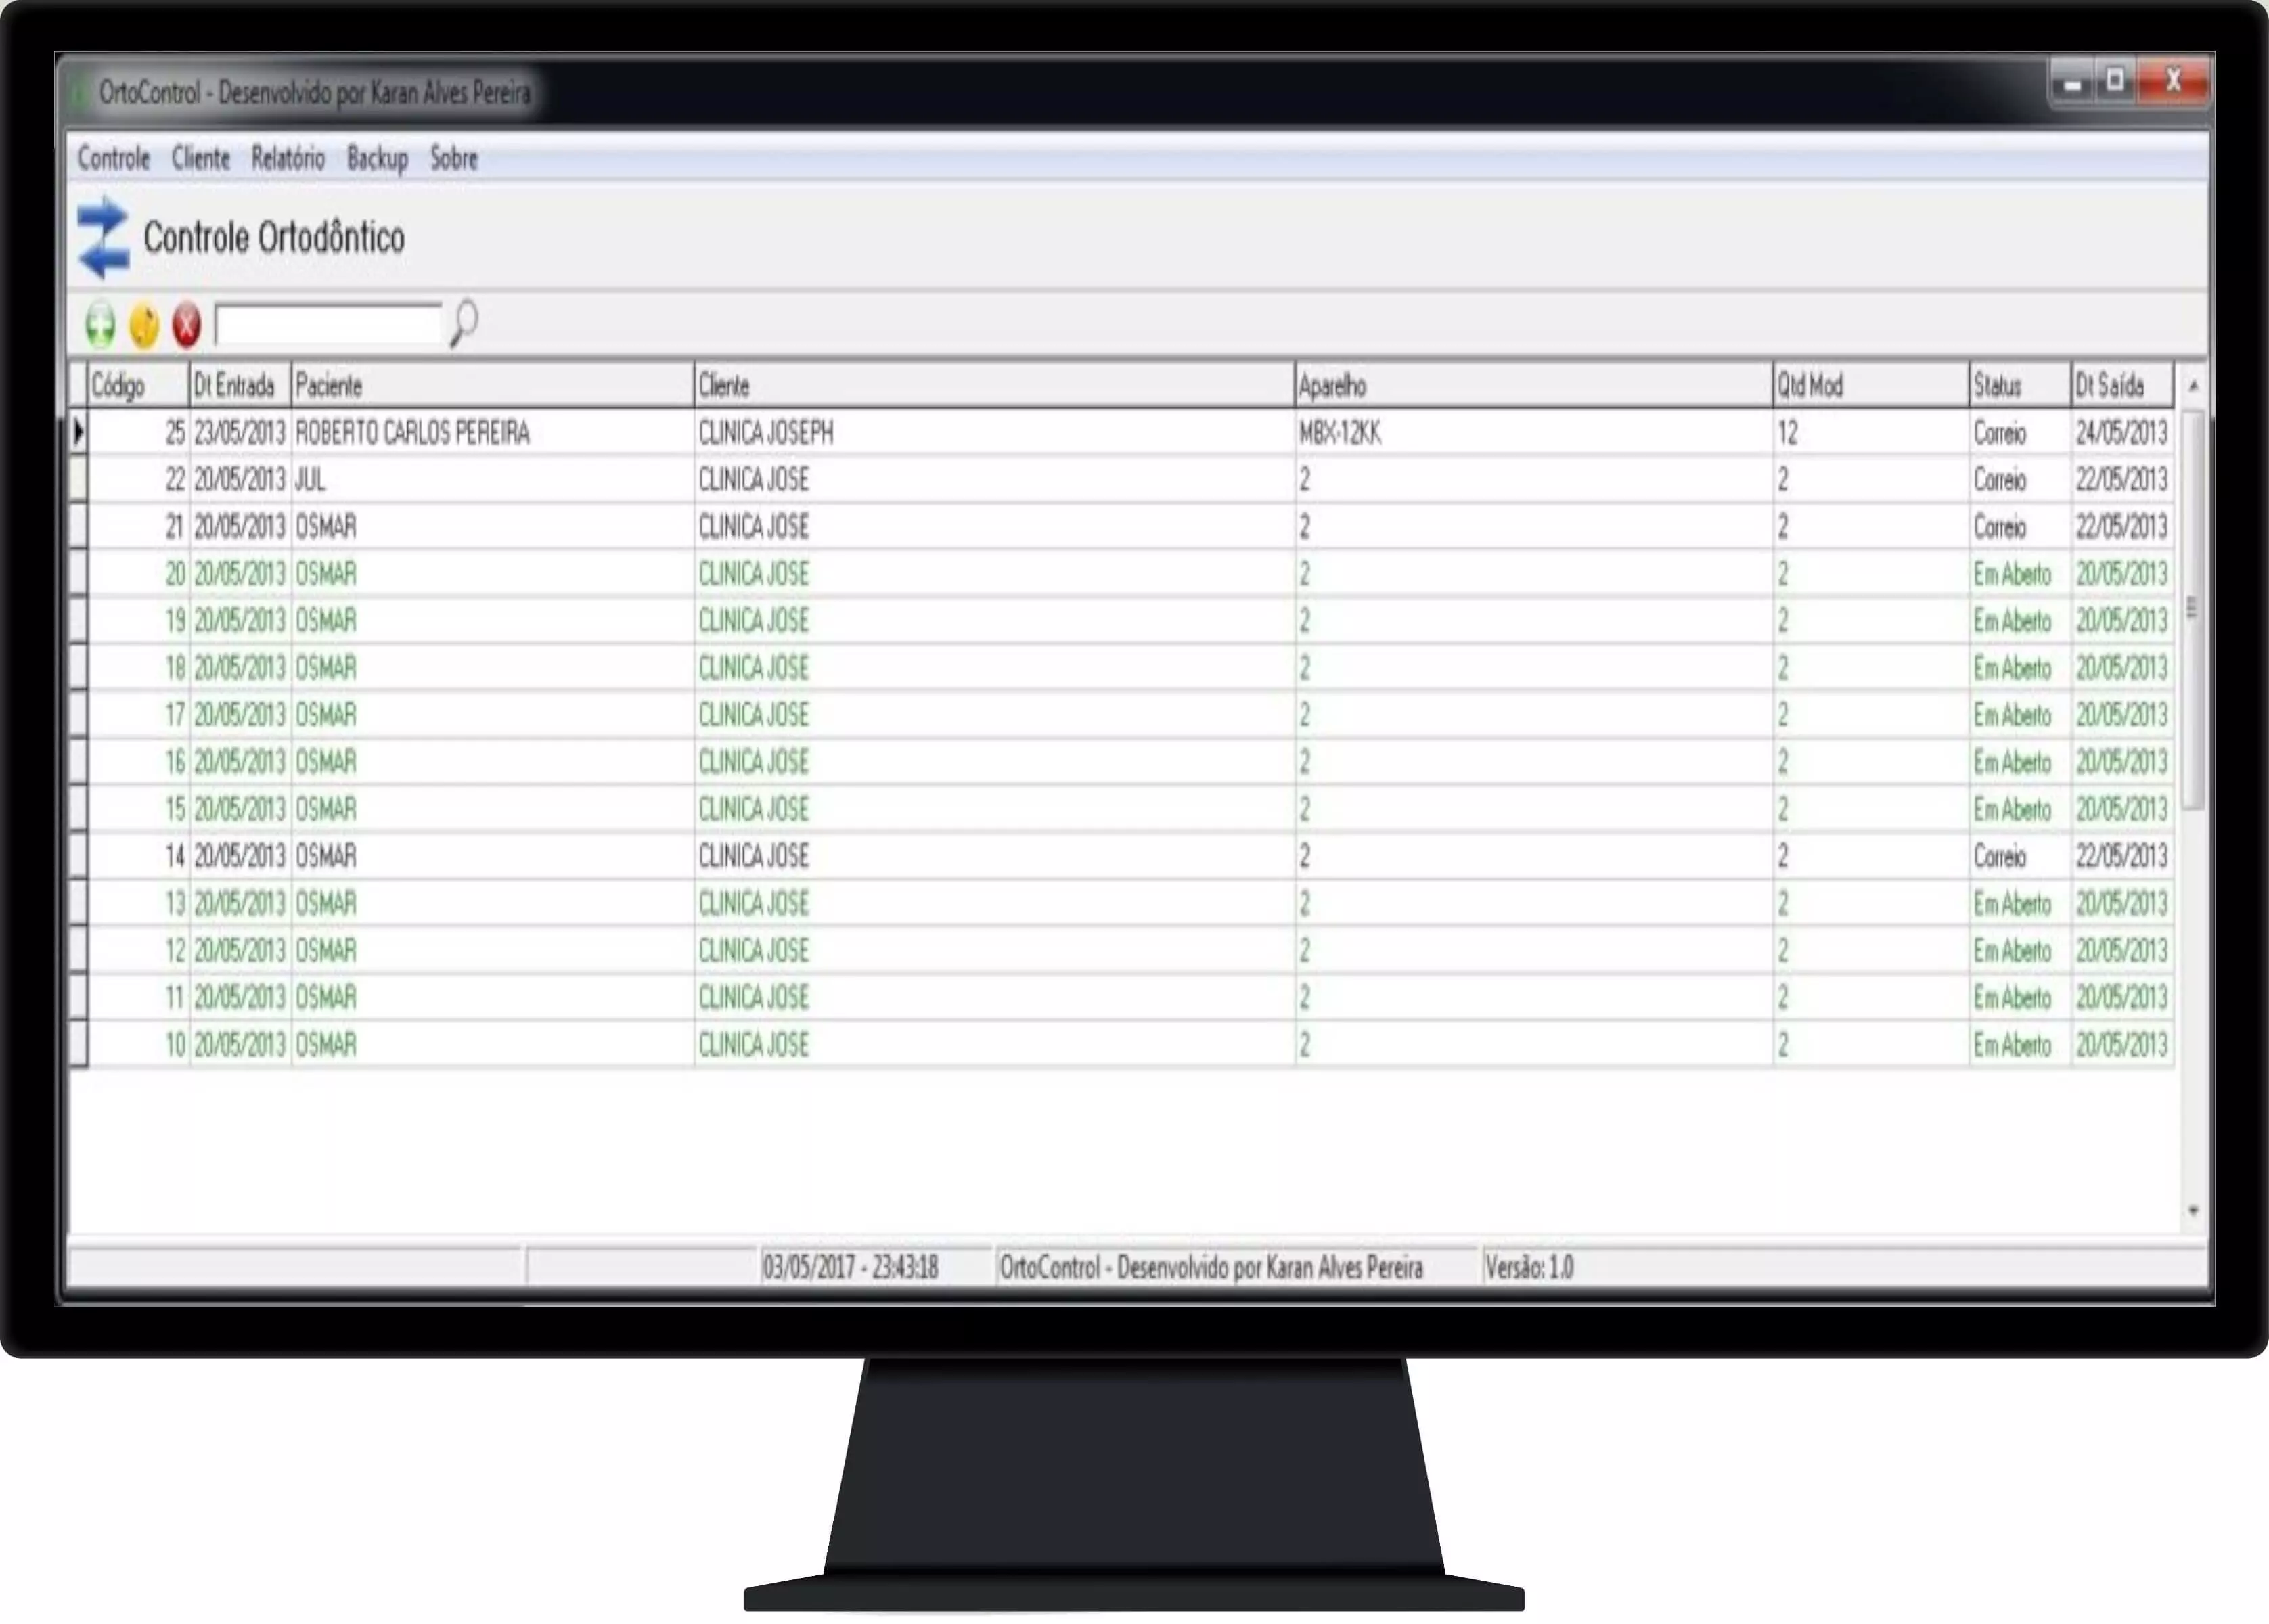 OrtoControl - Desenvolvido por Karan Alves Pereira
Controle Cliente Relatório Backup Sobre
Controle Ortodôntico
Código Dt Entrada Paciente Cliente Aparelho Qtd Mod Status Dt Saída
25 23/05/2013 ROBERTO CARLOS PEREIRA CLINICA JOSEPH MBX-12KK 12 Correio 24/05/2013
22 20/05/2013 JUL CLINICA JOSE 2 2 Correio 22/05/2013
21 20/05/2013 OSMAR CLINICA JOSE 2 2 Correio 22/05/2013
20 20/05/2013 OSMAR CLINICA JOSE 2 2 Em Aberto 20/05/2013
19 20/05/2013 OSMAR CLINICA JOSE 2 2 Em Aberto 20/05/2013
18 20/05/2013 OSMAR CLINICA JOSE 2 2 Em Aberto 20/05/2013
17 20/05/2013 OSMAR CLINICA JOSE 2 2 Em Aberto 20/05/2013
16 20/05/2013 OSMAR CLINICA JOSE 2 2 Em Aberto 20/05/2013
15 20/05/2013 OSMAR CLINICA JOSE 2 2 Em Aberto 20/05/2013
14 20/05/2013 OSMAR CLINICA JOSE 2 2 Correio 22/05/2013
13 20/05/2013 OSMAR CLINICA JOSE 2 2 Em Aberto 20/05/2013
12 20/05/2013 OSMAR CLINICA JOSE 2 2 Em Aberto 20/05/2013
11 20/05/2013 OSMAR CLINICA JOSE 2 2 Em Aberto 20/05/2013
10 20/05/2013 OSMAR CLINICA JOSE 2 2 Em Aberto 20/05/2013
03/05/2017 - 23:43:18 OrtoControl - Desenvolvido por Karan Alves Pereira Versão: 1.0